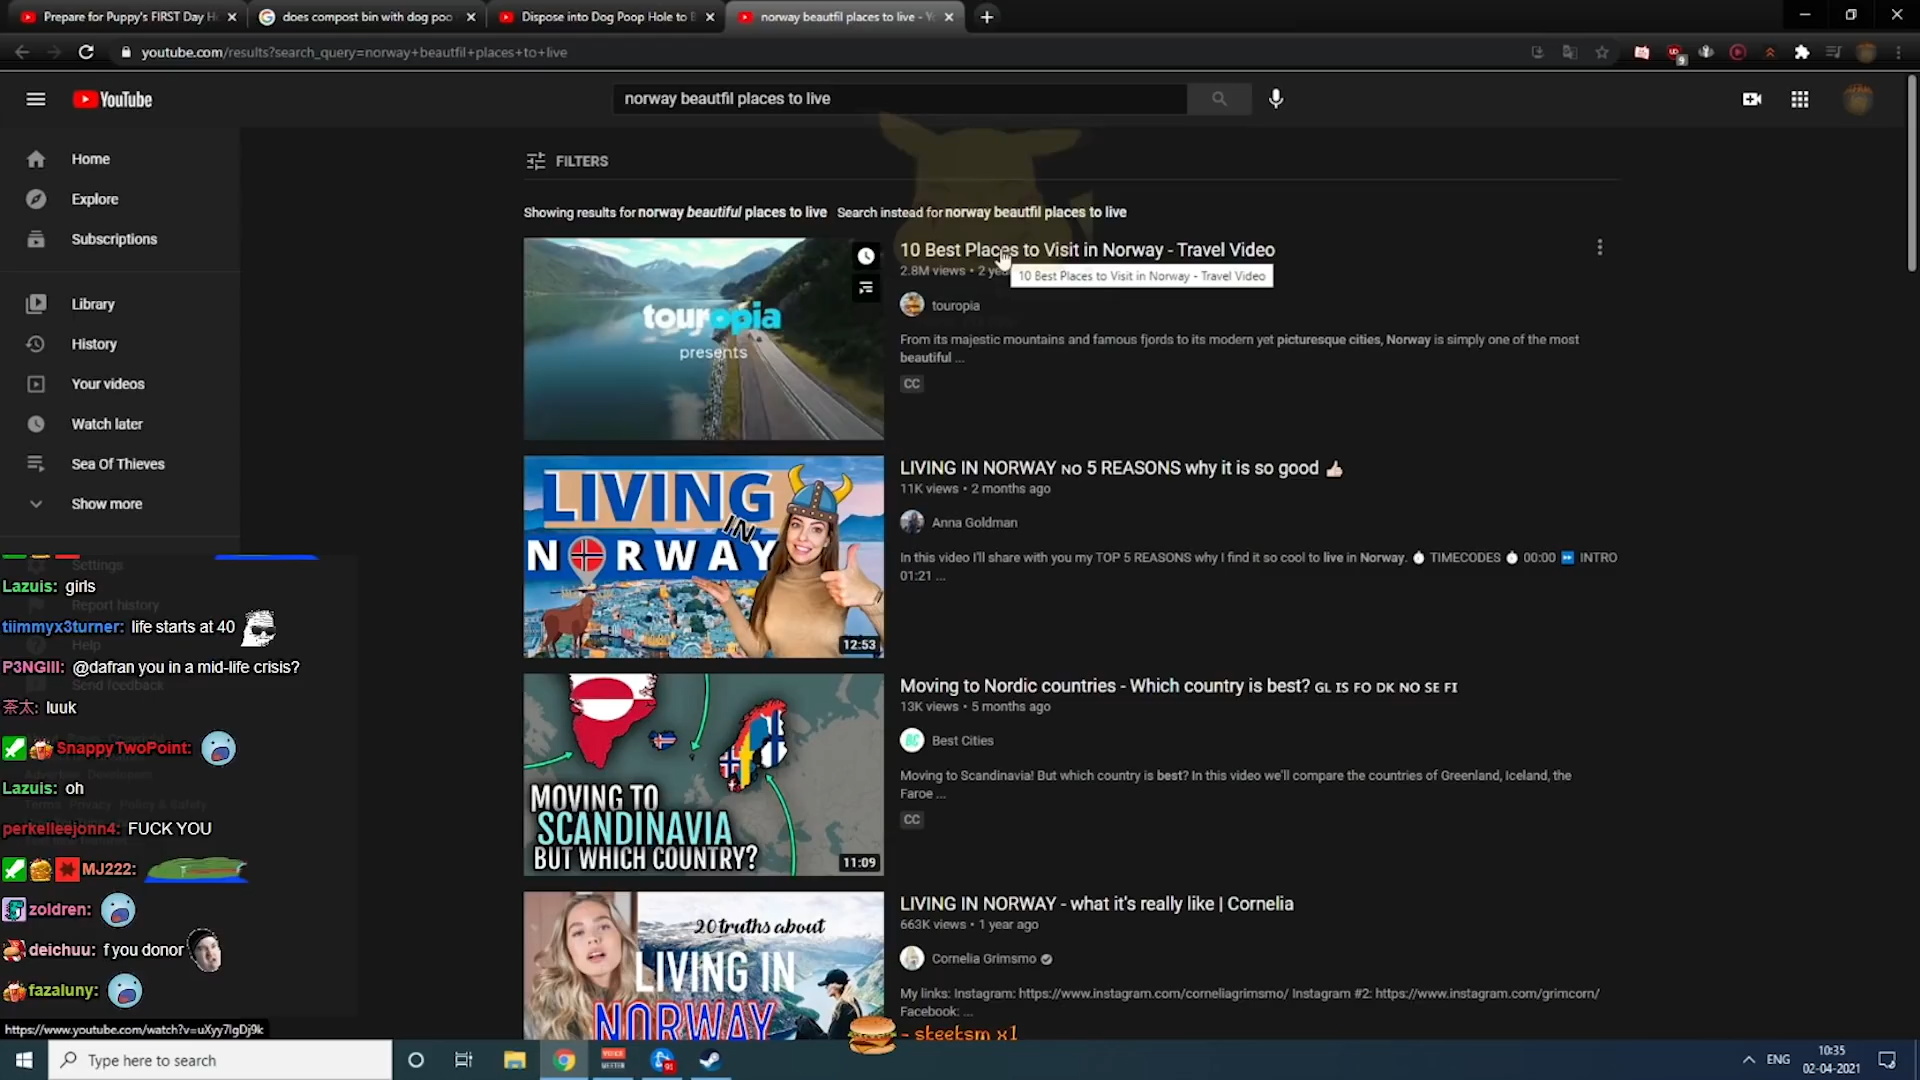 Prepare for Puppy's FIRST Day H
does compost bin with dog poo
Dispose into Dog Poop Hole to B
norway beautfil places to live - Y
youtube.com/results?search_query=norway+beautfil+places+to+live
9
YouTube
norway beautfil places to live
Home
Explore
Subscriptions
Library
History
Your videos
Watch later
Sea Of Thieves
Show more
Settings
Report history
Help
Send feedback
FILTERS
Showing results for norway beautiful places to live Search instead for norway beautfil places to live
touropia
presents
10 Best Places to Visit in Norway - Travel Video
2.8M views • 2 yea
10 Best Places to Visit in Norway - Travel Video
touropia
From its majestic mountains and famous fjords to its modern yet picturesque cities, Norway is simply one of the most
beautiful ...
CC
LIVING
IN
NORWAY
12:53
LIVING IN NORWAY NO 5 REASONS why it is so good 👍🏻
11K views • 2 months ago
Anna Goldman
In this video I'll share with you my TOP 5 REASONS why I find it so cool to live in Norway. ⏱ TIMECODES ⏱ 00:00 ⏩ INTRO
01:21 ...
MOVING TO
SCANDINAVIA
BUT WHICH COUNTRY?
11:09
Moving to Nordic countries - Which country is best? GL IS FO DK NO SE FI
13K views • 5 months ago
BC
Best Cities
Moving to Scandinavia! But which country is best? In this video we'll compare the countries of Greenland, Iceland, the
Faroe ...
CC
20 truths about
LIVING IN
NORWAY
LIVING IN NORWAY - what it's really like | Cornelia
663K views • 1 year ago
Cornelia Grimsmo
My links: Instagram: https://www.instagram.com/corneliagrimsmo/ Instagram #2: https://www.instagram.com/grimcorn/
Facebook: ...
Lazuis: girls
tiimmyx3turner: life starts at 40
P3NGIII: @dafran you in a mid-life crisis?
茶太: luuk
SnappyTwoPoint:
Lazuis: oh
perkelleejonn4: FUCK YOU
MJ222:
zoldren:
deichuu: f you donor
fazaluny:
https://www.youtube.com/watch?v=uXyy7lgDj9k
- steetsm x1
Type here to search
VOICE
MEETER
91
ENG
10:35
02-04-2021